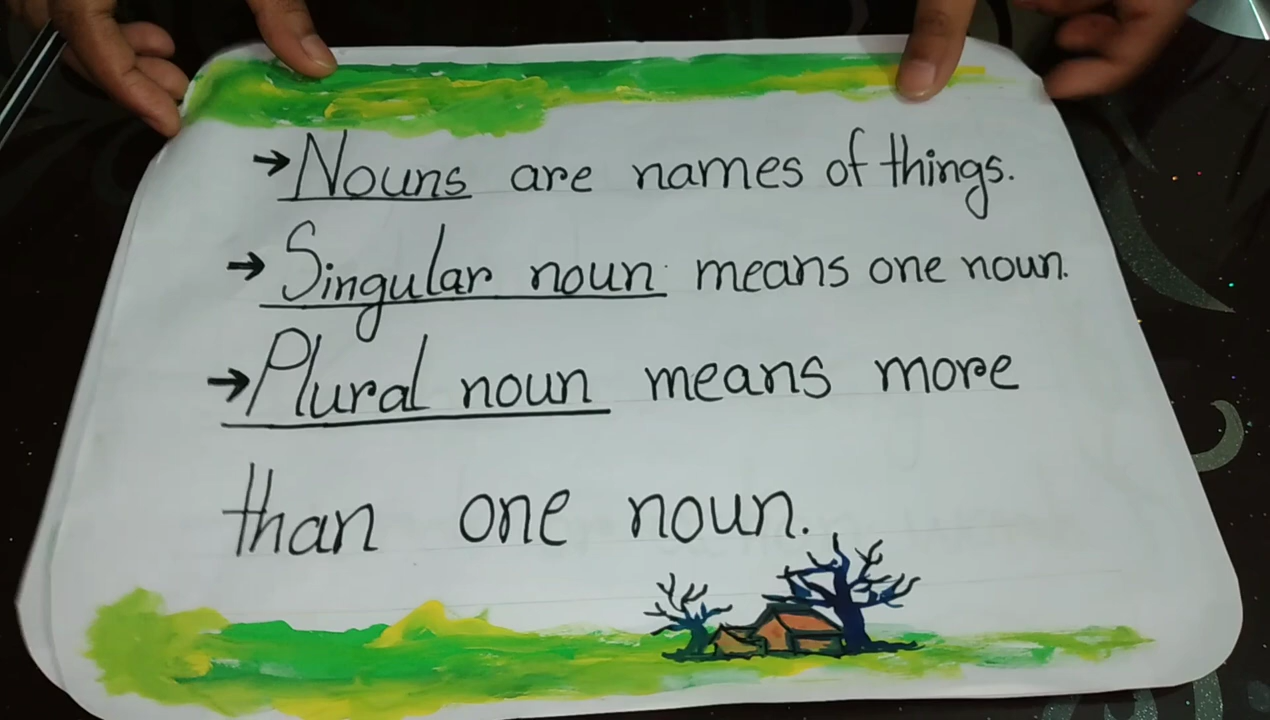 → Nouns are names of things.
→ Singular noun means one noun.
→ Plural noun means more
than one noun.